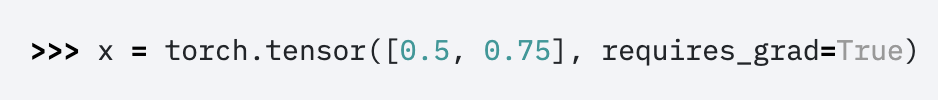 >>> x = torch.tensor([0.5, 0.75], requires_grad=True)